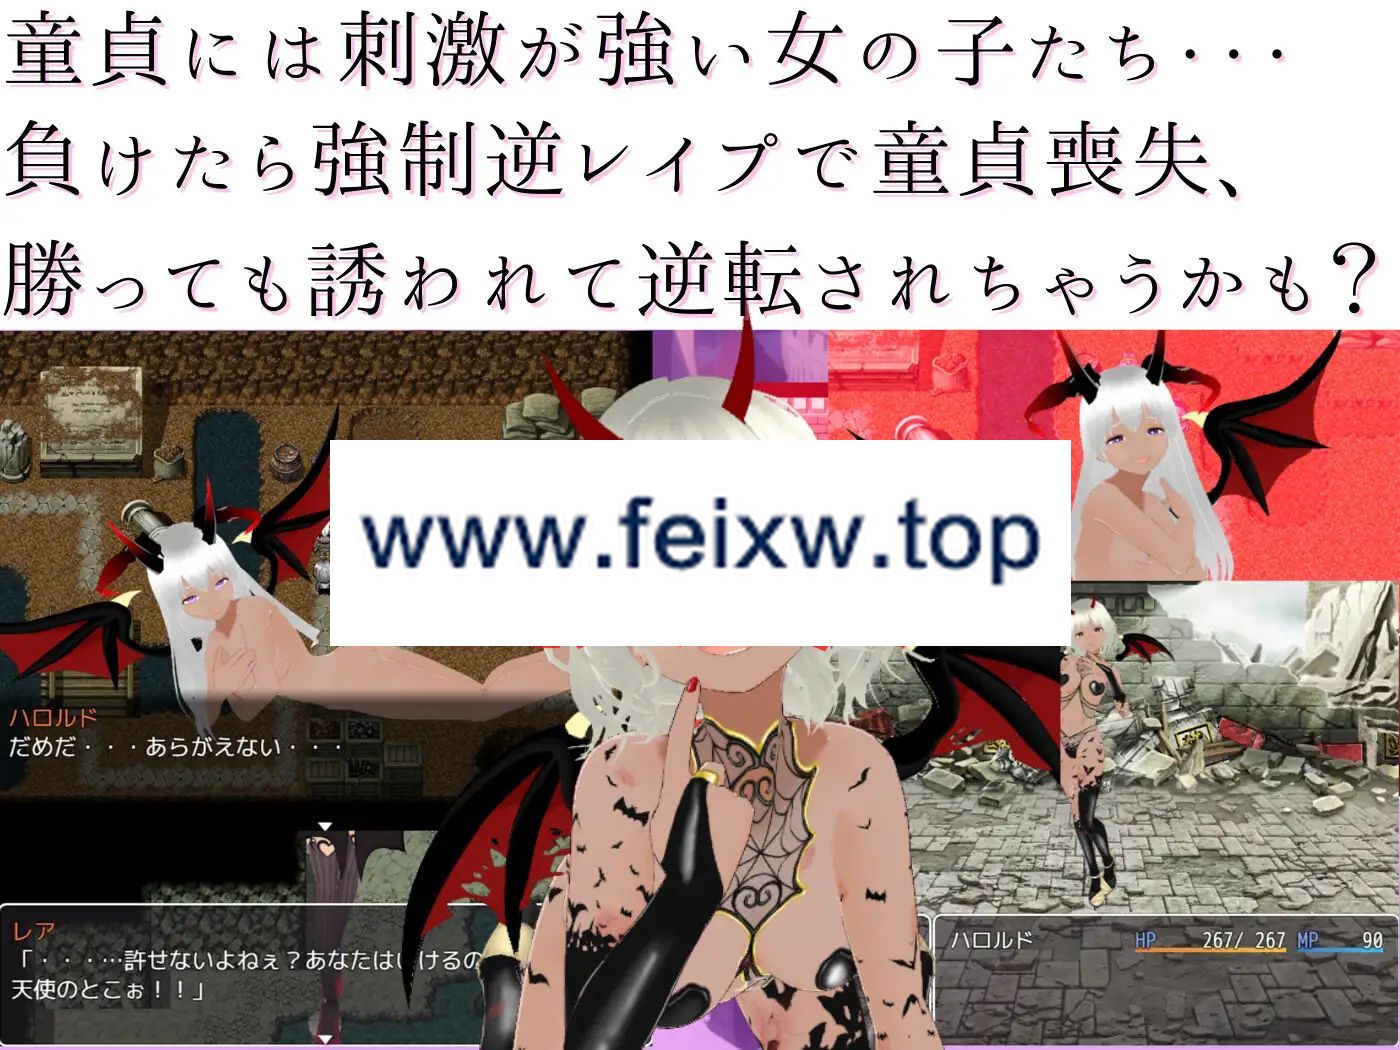 童貞には刺激が強い女の子たち･･･
負けたら強制逆レイプで童貞喪失、
勝っても誘われて逆転されちゃうかも？
www.feixw.top
ハロルド
だめだ・・・あらがえない・・・
レア
「・・・…許せないよねぇ？あなたは
けるの
天使のとこぉ！！」
ハロルド HP 267/ 267 MP 90